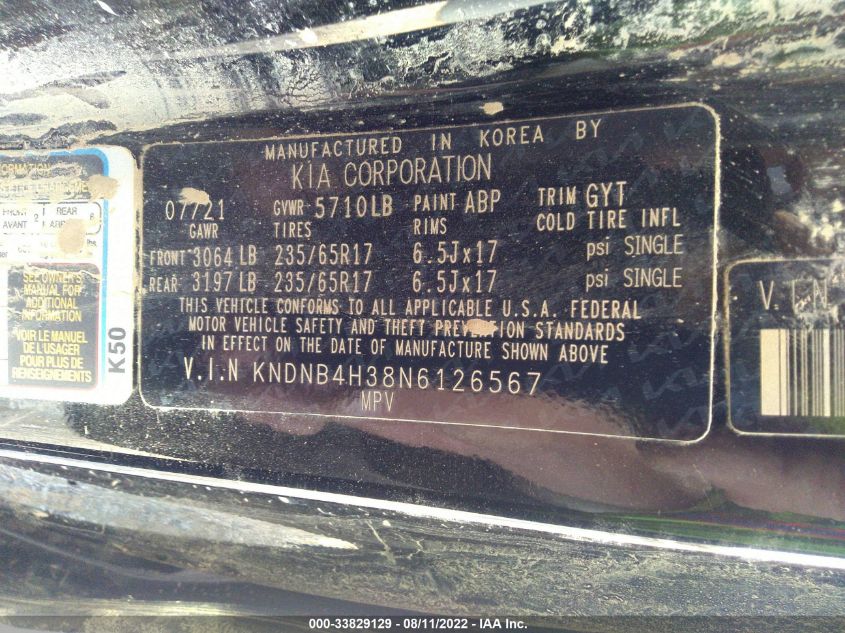 MANUFACTURED IN KOREA BY
KIA CORPORATION
07/21 GVWR 5710LB PAINT ABP TRIM GYT
GAWR TIRES RIMS COLD TIRE INFL
FRONT 3064 LB 235/65R17 6.5Jx17 psi SINGLE
REAR 3197 LB 235/65R17 6.5Jx17 psi SINGLE
THIS VEHICLE CONFORMS TO ALL APPLICABLE U.S.A. FEDERAL
MOTOR VEHICLE SAFETY AND THEFT PREVENTION STANDARDS
IN EFFECT ON THE DATE OF MANUFACTURE SHOWN ABOVE
V.I.N KNDNB4H38N6126567
MPV
FRONT REAR
AVANT 2
SEE OWNER'S
MANUAL FOR
ADDITIONAL
INFORMATION
VOIR LE MANUEL
DE L'USAGER
POUR PLUS DE
RENSEIGNEMENTS
K50
V.I.N
000-33829129 - 08/11/2022 - IAA Inc.